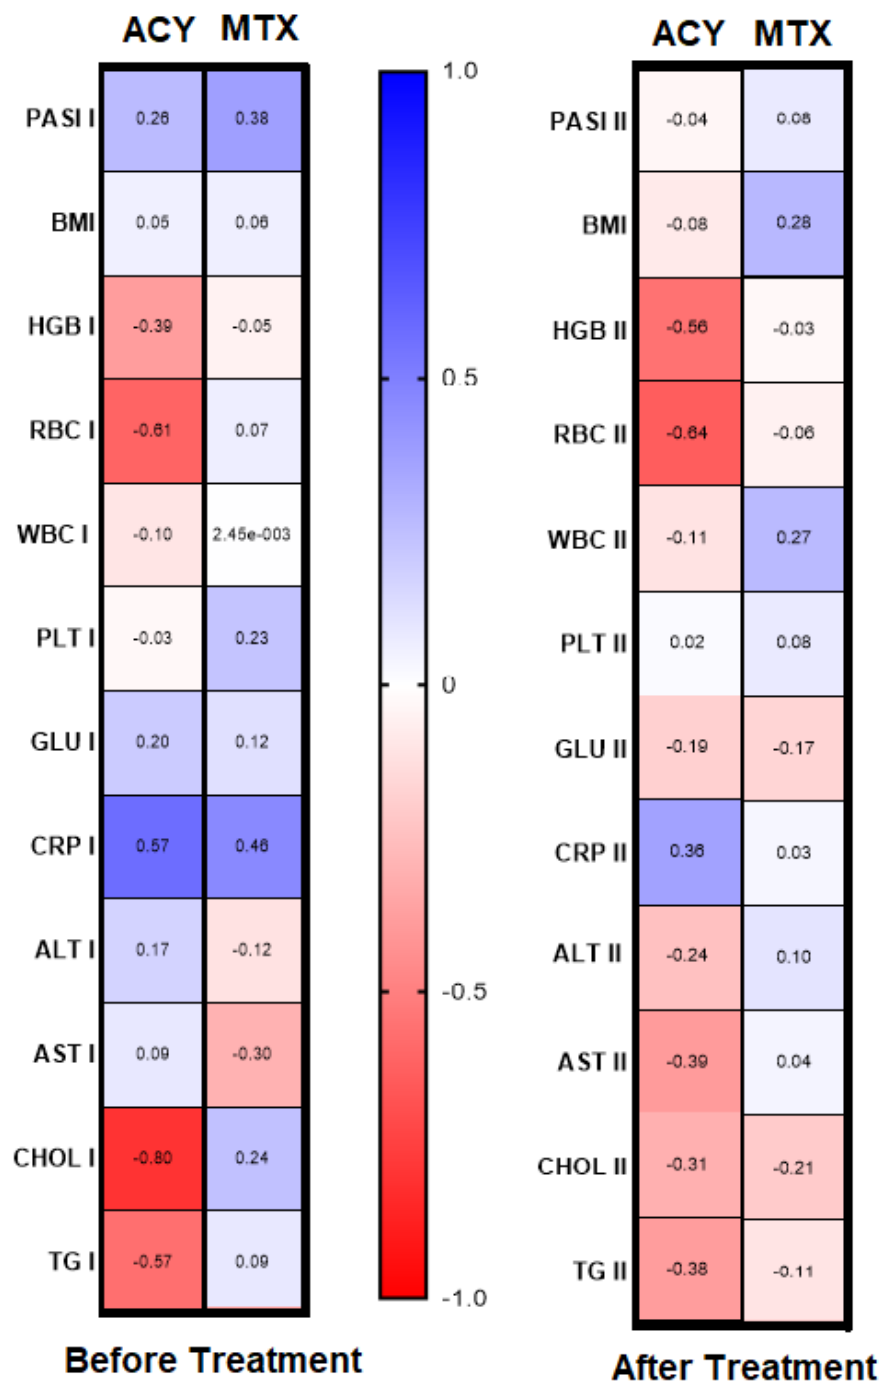 ACY MTX
PASI I 0.26 0.38
BMI 0.05 0.06
HGB I -0.39 -0.05
RBC I -0.61 0.07
WBC I -0.10 2.45e-003
PLT I -0.03 0.23
GLU I 0.20 0.12
CRP I 0.57 0.46
ALT I 0.17 -0.12
AST I 0.09 -0.30
CHOL I -0.80 0.24
TG I -0.57 0.09
Before Treatment
1.0
0.5
0
-0.5
-1.0
ACY MTX
PASI II -0.04 0.08
BMI -0.08 0.28
HGB II -0.56 -0.03
RBC II -0.64 -0.06
WBC II -0.11 0.27
PLT II 0.02 0.08
GLU II -0.19 -0.17
CRP II 0.36 0.03
ALT II -0.24 0.10
AST II -0.39 0.04
CHOL II -0.31 -0.21
TG II -0.38 -0.11
After Treatment